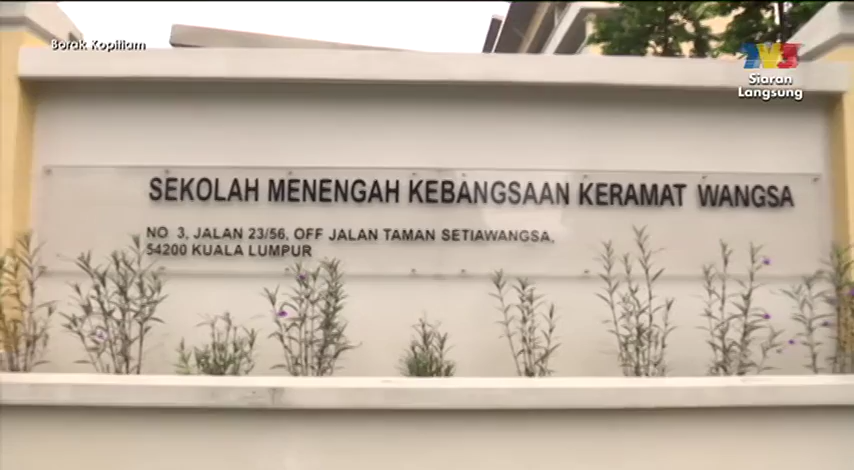 Borak Kopitiam
TV3
Siaran
Langsung
SEKOLAH MENENGAH KEBANGSAAN KERAMAT WANGSA
NO 3, JALAN 23/56, OFF JALAN TAMAN SETIAWANGSA,
54200 KUALA LUMPUR